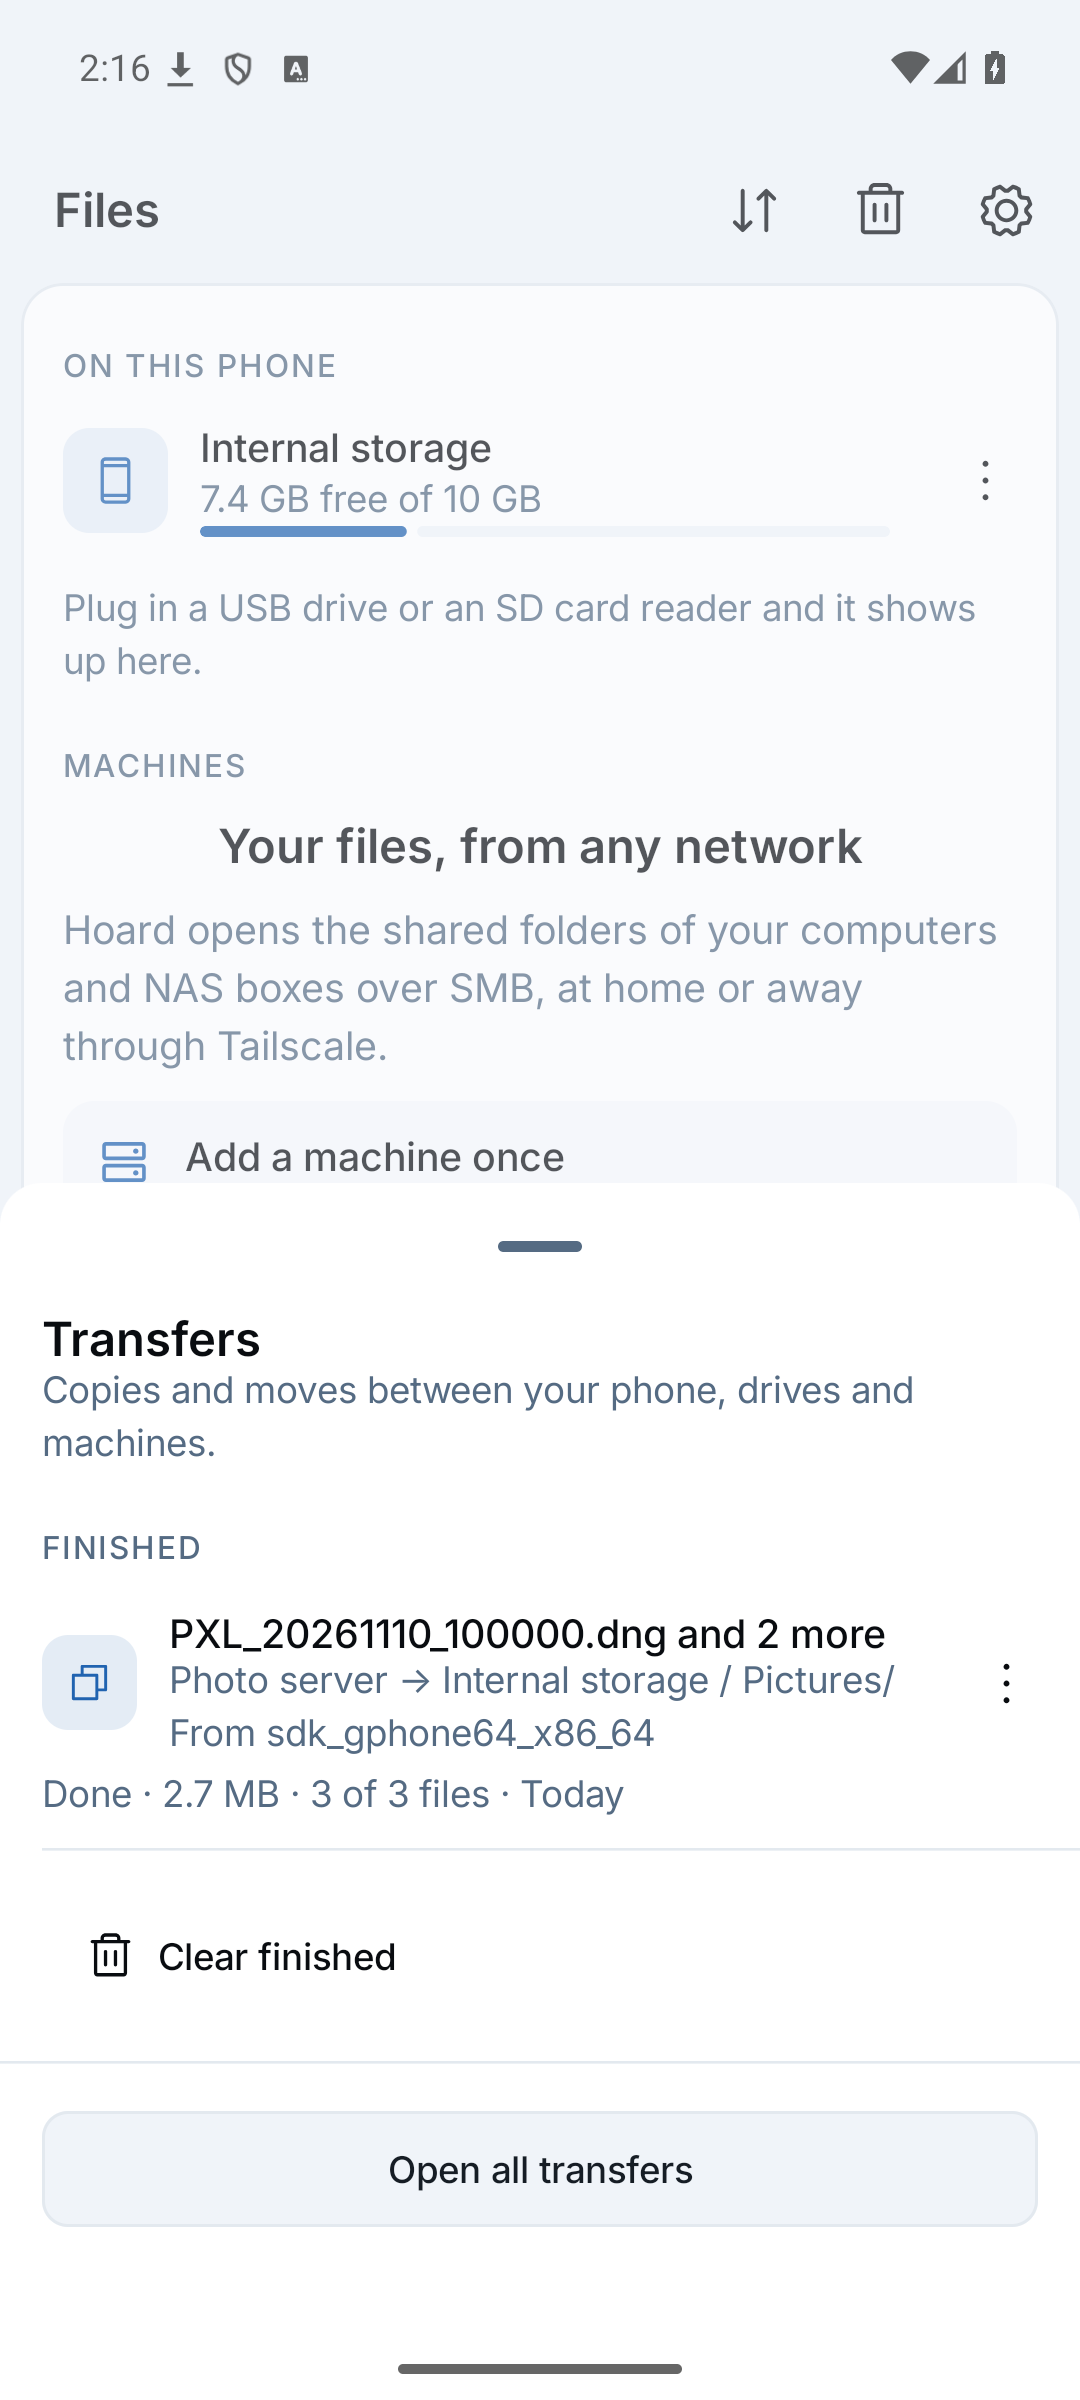 2:16
Files
ON THIS PHONE
Internal storage
7.4 GB free of 10 GB
Plug in a USB drive or an SD card reader and it shows
up here.
MACHINES
Your files, from any network
Hoard opens the shared folders of your computers
and NAS boxes over SMB, at home or away
through Tailscale.
Add a machine once
Transfers
Copies and moves between your phone, drives and
machines.
FINISHED
PXL_20261110_100000.dng and 2 more
Photo server → Internal storage / Pictures/
From sdk_gphone64_x86_64
Done · 2.7 MB · 3 of 3 files · Today
Clear finished
Open all transfers